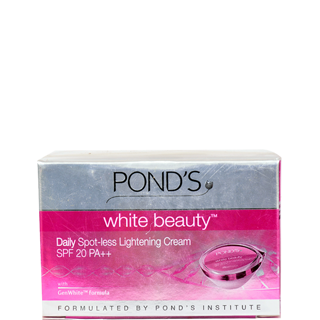 POND'S
white beauty™
Daily Spot-less Lightening Cream
SPF 20 PA++
with
GenWhite™ formula
FORMULATED BY POND'S INSTITUTE